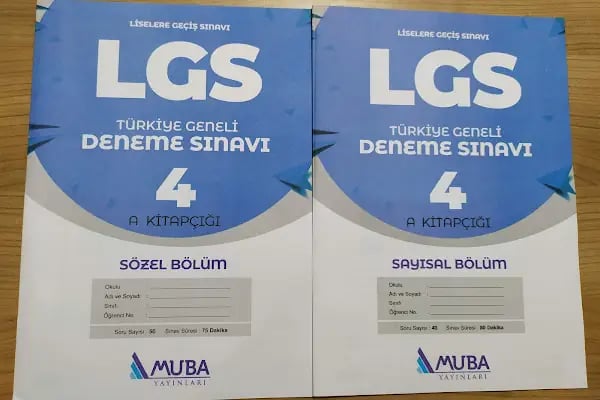 LİSELERE GEÇİŞ SINAVI
LGS
TÜRKİYE GENELİ
DENEME SINAVI
4
A KİTAPÇIĞI
SÖZEL BÖLÜM
Okulu :
Adı ve Soyadı :
Sınıfı :
Öğrenci No. :
Soru Sayısı : 50 Sınav Süresi : 75 Dakika
MUBA
YAYINLARI
LİSELERE GEÇİŞ SINAVI
LGS
TÜRKİYE GENELİ
DENEME SINAVI
4
A KİTAPÇIĞI
SAYISAL BÖLÜM
Okulu :
Adı ve Soyadı :
Sınıfı :
Öğrenci No. :
Soru Sayısı : 40 Sınav Süresi : 80 Dakika
MUBA
YAYINLARI